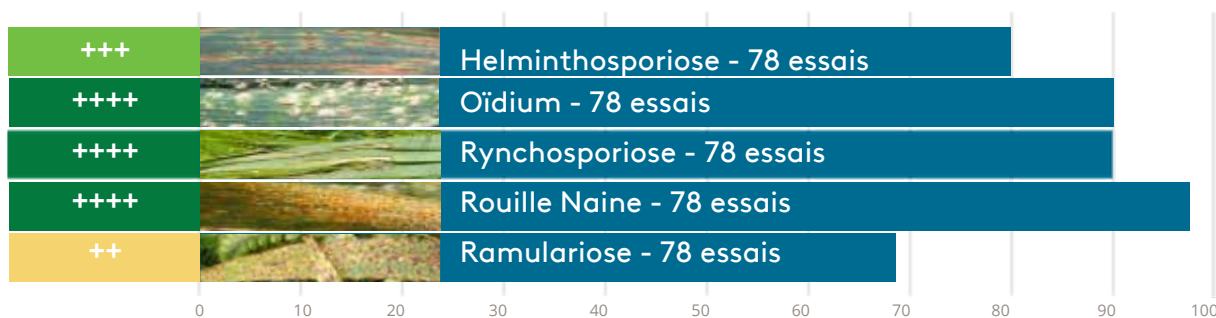 +++
Helminthosporiose - 78 essais
++++
Oïdium - 78 essais
++++
Rynchosporiose - 78 essais
++++
Rouille Naine - 78 essais
++
Ramulariose - 78 essais
0 10 20 30 40 50 60 70 80 90 100